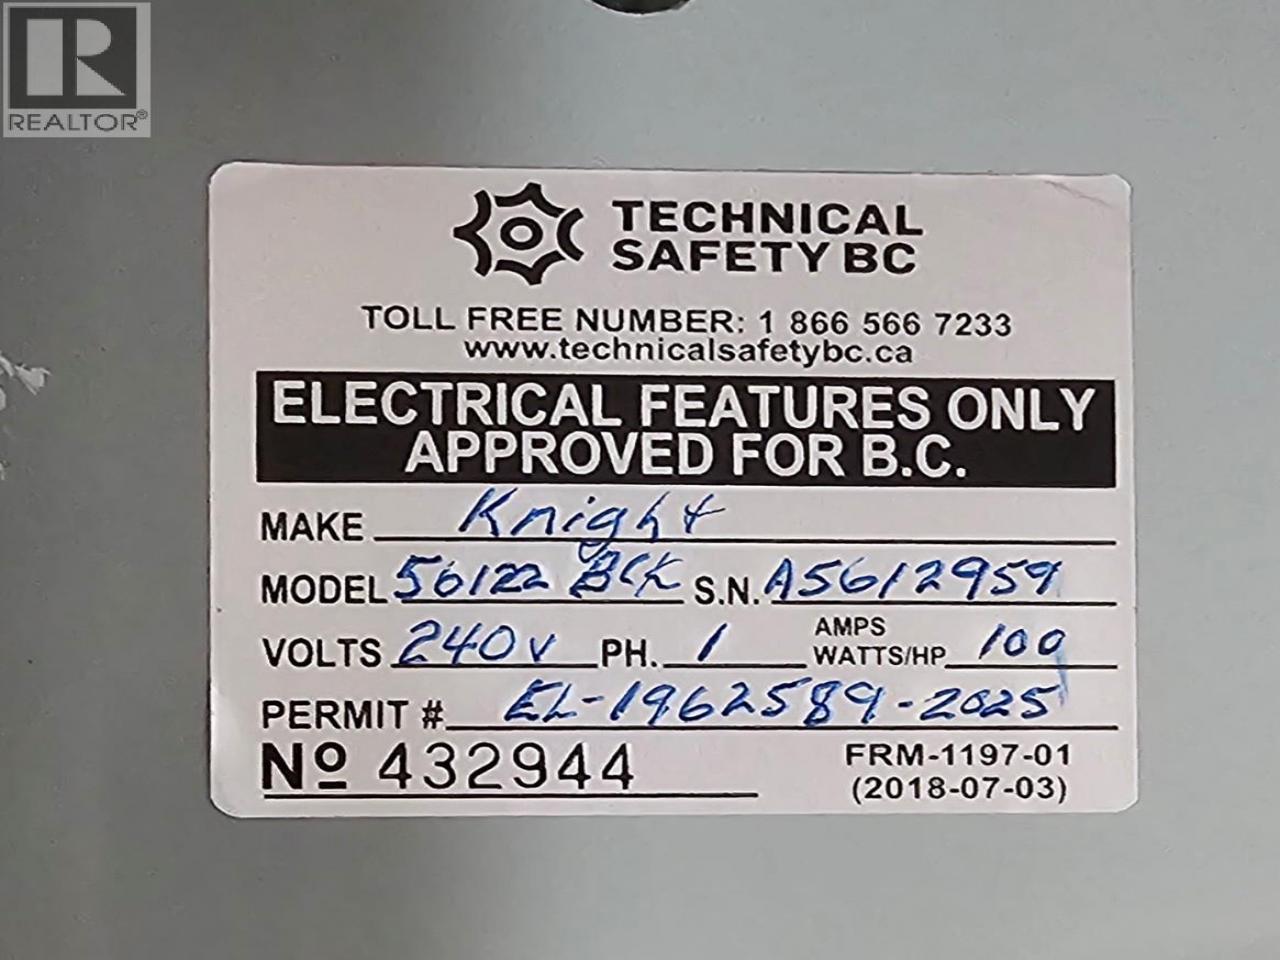 R
REALTOR®
TECHNICAL
SAFETY BC
TOLL FREE NUMBER: 1 866 566 7233
www.technicalsafetybc.ca
ELECTRICAL FEATURES ONLY
APPROVED FOR B.C.
MAKE Knight
MODEL 56122 BCK S.N. A5612959
VOLTS 240v PH. 1 AMPS WATTS/HP 100
PERMIT # EL-1962589-2025
Nº 432944 FRM-1197-01
(2018-07-03)